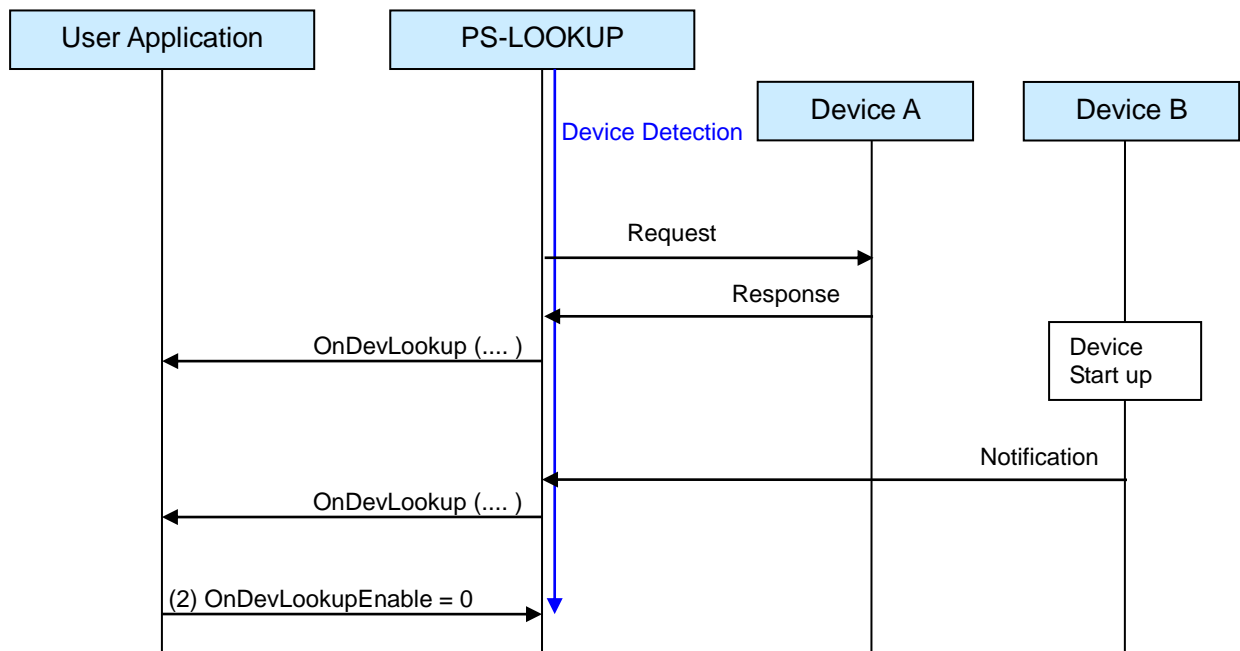 User Application
PS-LOOKUP
Device A
Device B
Device Detection
Request
Response
OnDevLookup (.... )
Device
Start up
Notification
OnDevLookup (.... )
(2) OnDevLookupEnable = 0